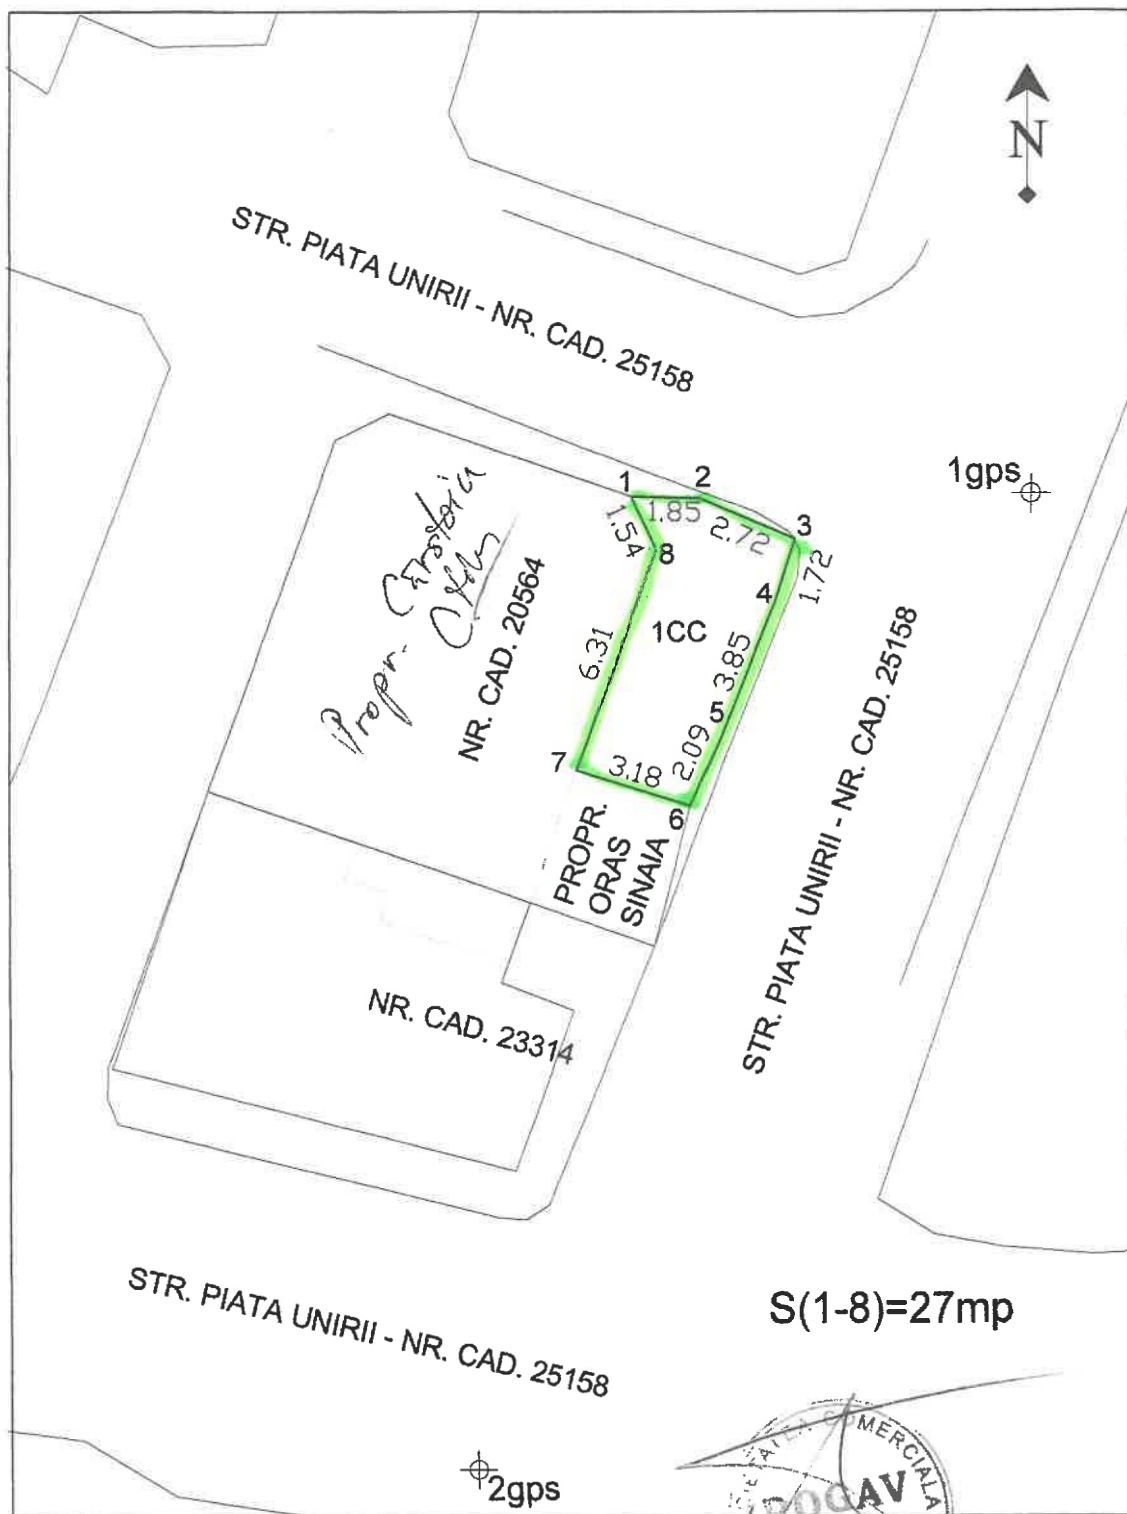 N
STR. PIATA UNIRII - NR. CAD. 25158
1gps
1
2
3
1.85
2.72
1.54
8
1.72
4
1CC
6.31
3.85
5
2.09
7
3.18
6
Propr.
NR. CAD. 20564
STR. PIATA UNIRII - NR. CAD. 25158
PROPR.
ORAS
SINAIA
NR. CAD. 23314
S(1-8)=27mp
STR. PIATA UNIRII - NR. CAD. 25158
2gps
COMERCIALA